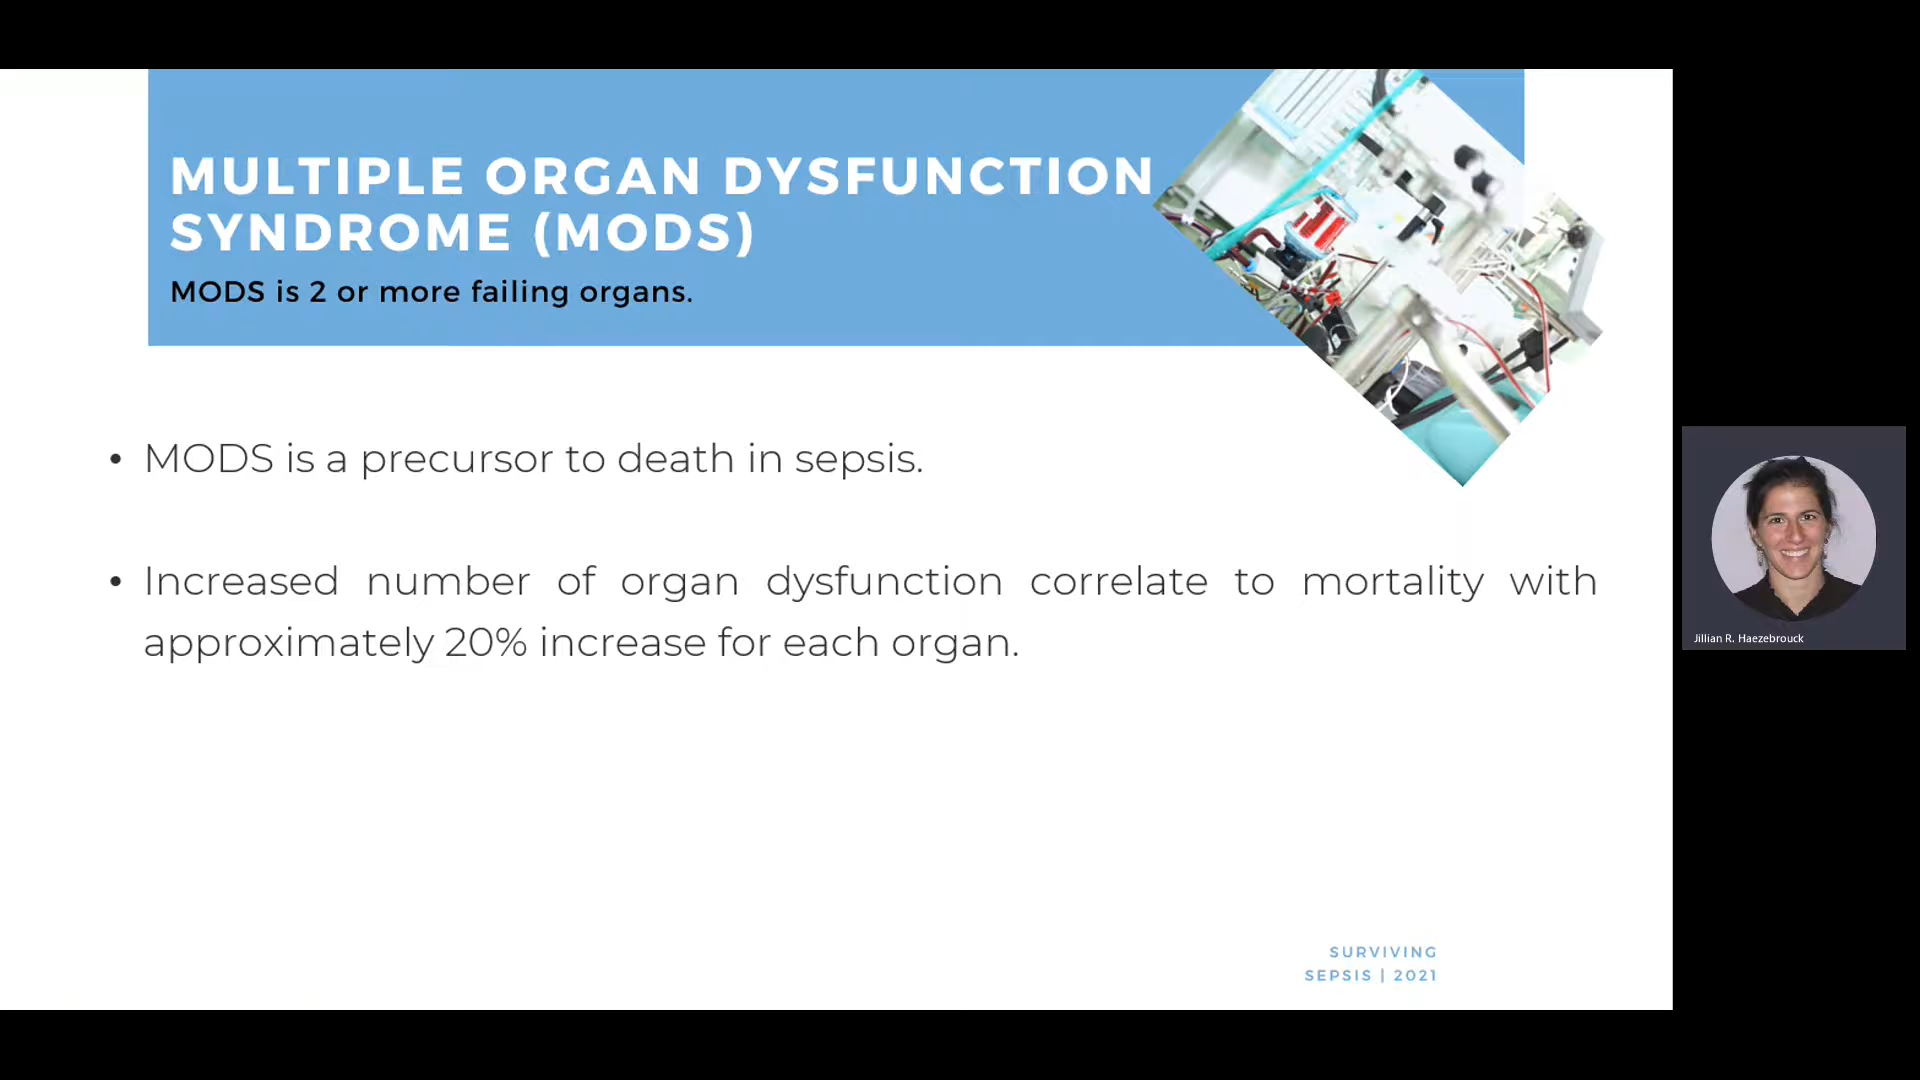 MULTIPLE ORGAN DYSFUNCTION
SYNDROME (MODS)
MODS is 2 or more failing organs.
• MODS is a precursor to death in sepsis.
• Increased number of organ dysfunction correlate to mortality with
approximately 20% increase for each organ.
Jillian R. Haezebrouck
SURVIVING
SEPSIS | 2021